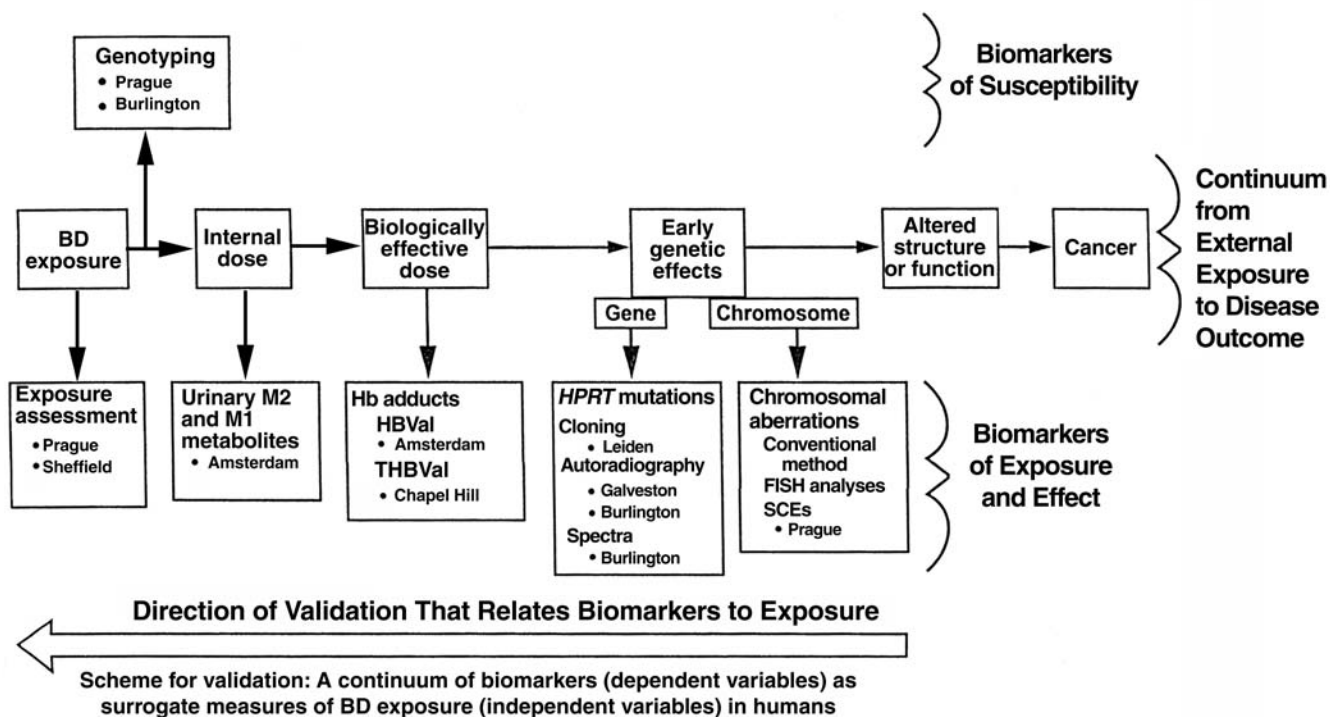 Genotyping
• Prague
• Burlington
Biomarkers
of Susceptibility
BD
exposure
Internal
dose
Biologically
effective
dose
Early
genetic
effects
Altered
structure
or function
Cancer
Continuum
from
External
Exposure
to Disease
Outcome
Gene
Chromosome
Exposure
assessment
• Prague
• Sheffield
Urinary M2
and M1
metabolites
• Amsterdam
Hb adducts
HBVal
• Amsterdam
THBVal
• Chapel Hill
HPRT mutations
Cloning
• Leiden
Autoradiography
• Galveston
• Burlington
Spectra
• Burlington
Chromosomal
aberrations
Conventional
method
FISH analyses
SCEs
• Prague
Biomarkers
of Exposure
and Effect
Direction of Validation That Relates Biomarkers to Exposure
Scheme for validation: A continuum of biomarkers (dependent variables) as
surrogate measures of BD exposure (independent variables) in humans